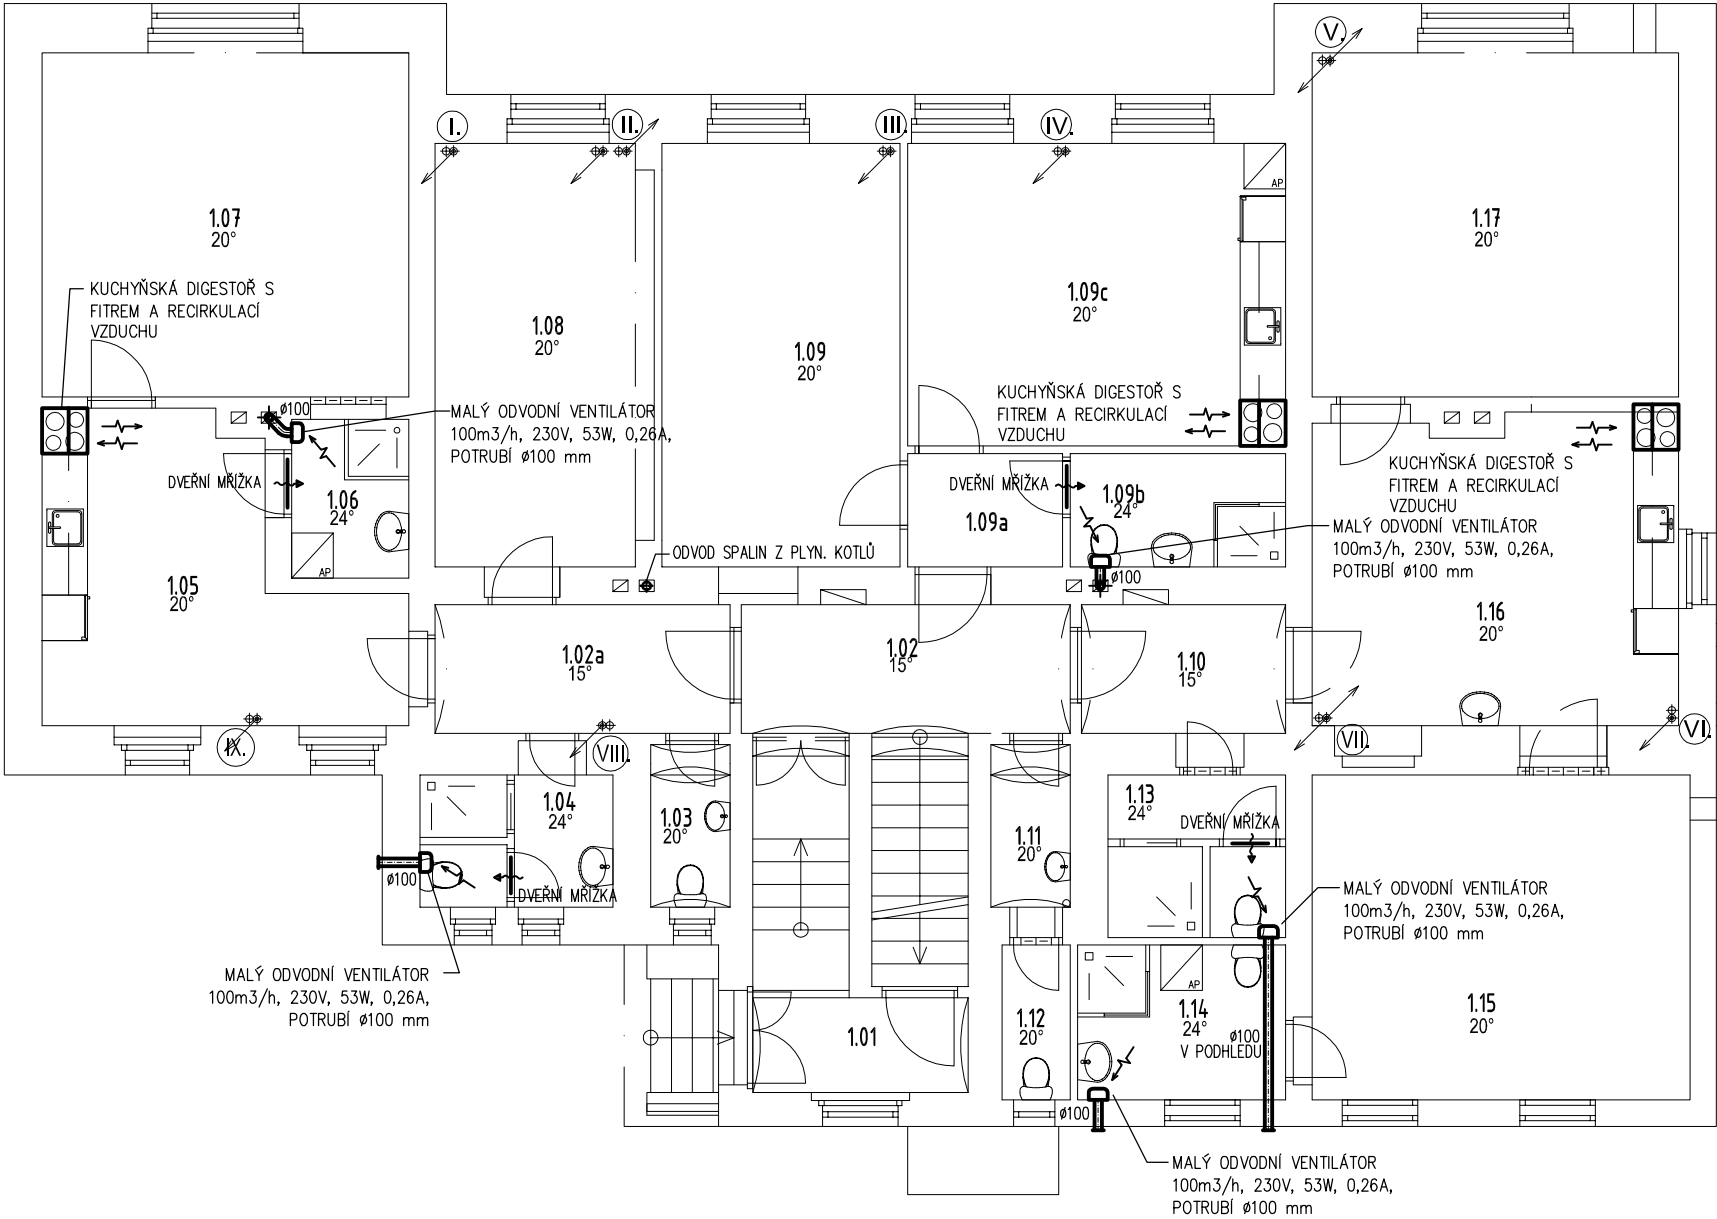 V.
I.
II.
III.
IV.
AP
1.07
20°
1.17
20°
KUCHYŇSKÁ DIGESTOŘ S
FITREM A RECIRKULACÍ
VZDUCHU
1.08
20°
1.09
20°
1.09c
20°
KUCHYŇSKÁ DIGESTOŘ S
FITREM A RECIRKULACÍ
VZDUCHU
ø100
MALÝ ODVODNÍ VENTILÁTOR
100m3/h, 230V, 53W, 0,26A,
POTRUBÍ ø100 mm
KUCHYŇSKÁ DIGESTOŘ S
FITREM A RECIRKULACÍ
VZDUCHU
DVEŘNÍ MŘÍŽKA
1.06
24°
AP
DVEŘNÍ MŘÍŽKA
1.09b
24°
1.09a
MALÝ ODVODNÍ VENTILÁTOR
100m3/h, 230V, 53W, 0,26A,
POTRUBÍ ø100 mm
ODVOD SPALIN Z PLYN. KOTLŮ
ø100
1.05
20°
1.16
20°
1.02a
15°
1.02
15°
1.10
15°
IX.
VIII.
VII.
VI.
1.04
24°
1.03
20°
1.11
20°
1.13
24°
DVEŘNÍ MŘÍŽKA
ø100
DVEŘNÍ MŘÍŽKA
MALÝ ODVODNÍ VENTILÁTOR
100m3/h, 230V, 53W, 0,26A,
POTRUBÍ ø100 mm
MALÝ ODVODNÍ VENTILÁTOR
100m3/h, 230V, 53W, 0,26A,
POTRUBÍ ø100 mm
AP
1.01
1.12
20°
1.14
24°
ø100
V PODHLEDU
1.15
20°
ø100
MALÝ ODVODNÍ VENTILÁTOR
100m3/h, 230V, 53W, 0,26A,
POTRUBÍ ø100 mm